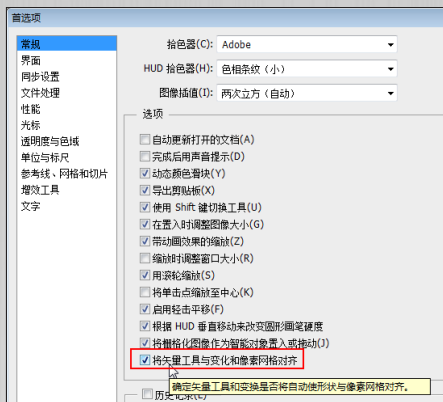 首选项
常规
界面
同步设置
文件处理
性能
光标
透明度与色域
单位与标尺
参考线、网格和切片
增效工具
文字
拾色器(C): Adobe
HUD 拾色器(H): 色相条纹（小）
图像插值(I): 两次立方（自动）
选项
自动更新打开的文档(A)
完成后用声音提示(D)
动态颜色滑块(Y)
导出剪贴板(X)
使用 Shift 键切换工具(U)
在置入时调整图像大小(G)
带动画效果的缩放(Z)
缩放时调整窗口大小(R)
用滚轮缩放(S)
将单击点缩放至中心(K)
启用轻击平移(F)
根据 HUD 垂直移动来改变圆形画笔硬度
将栅格化图像作为智能对象置入或拖动(J)
将矢量工具与变化和像素网格对齐
确定矢量工具和变换是否将自动使形状与像素网格对齐。
历史记录(L)